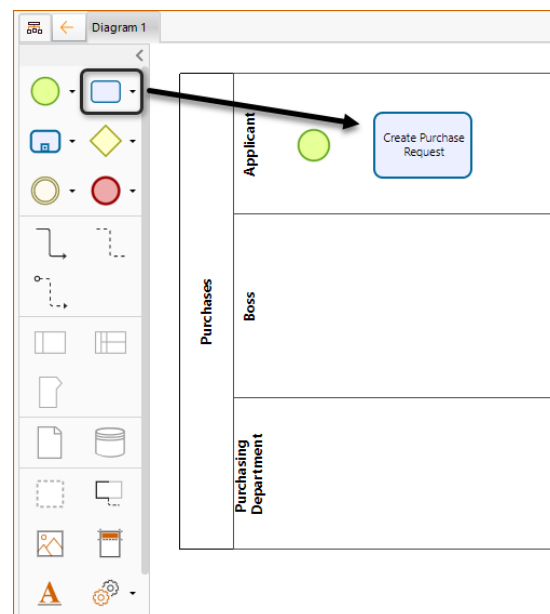 Diagram 1
Purchases
Applicant
Create Purchase
Request
Boss
Purchasing
Department
A